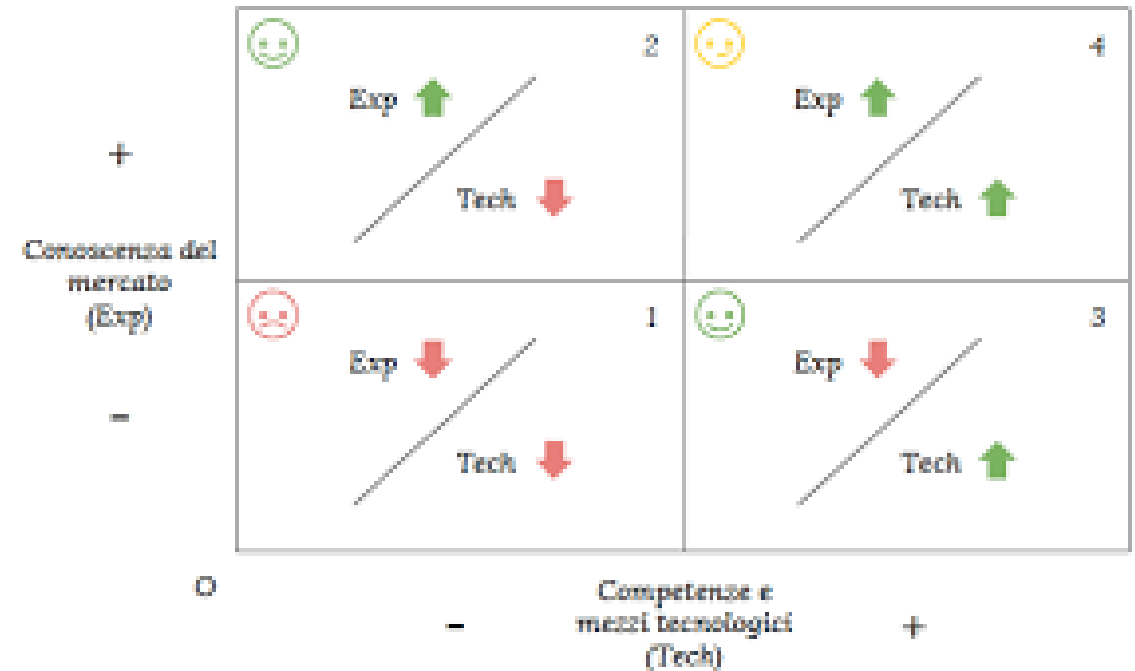 2
4
Exp
Exp
Tech
Tech
+
Conoscenza del
mercato
(Exp)
-
1
3
Exp
Exp
Tech
Tech
O
-
Competenze e
mezzi tecnologici
(Tech)
+